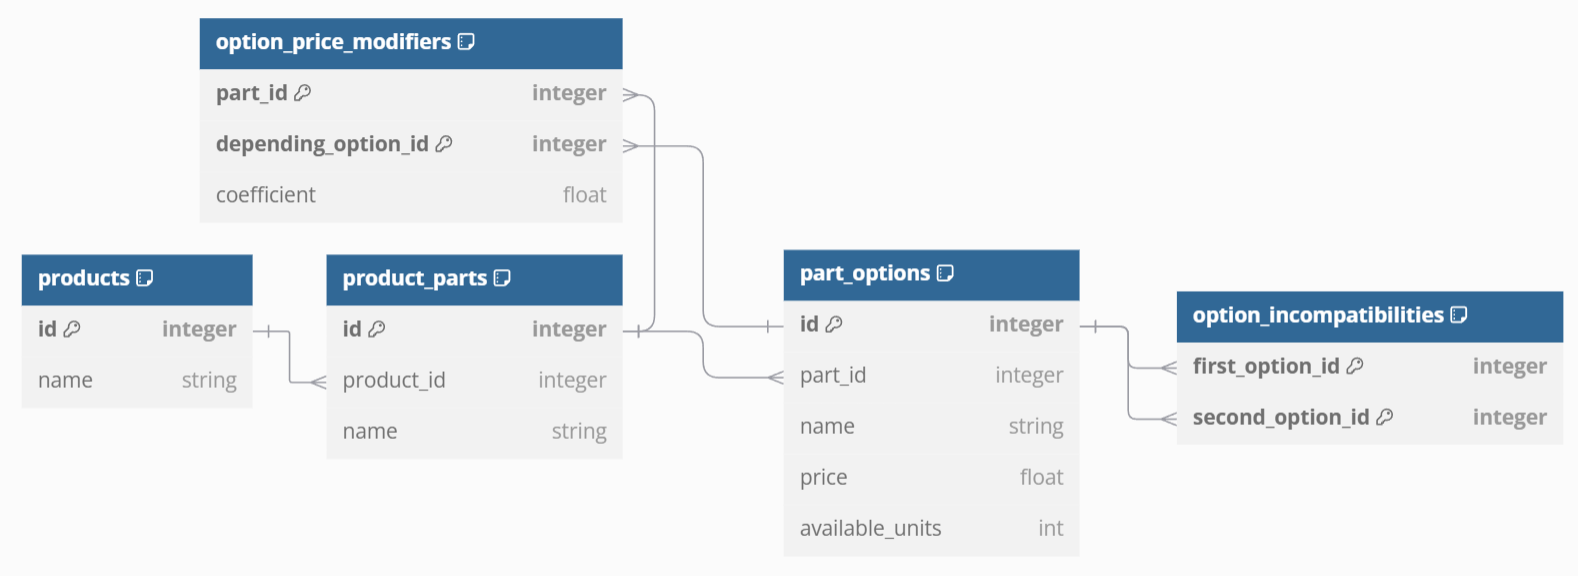 option_price_modifiers
part_id integer
depending_option_id integer
coefficient float
products
id integer
name string
product_parts
id integer
product_id integer
name string
part_options
id integer
part_id integer
name string
price float
available_units int
option_incompatibilities
first_option_id integer
second_option_id integer